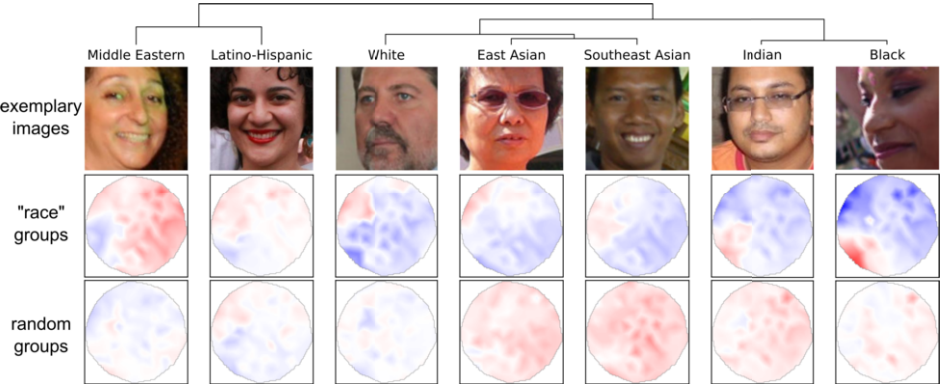 Middle Eastern Latino-Hispanic White East Asian Southeast Asian Indian Black
exemplary
images
"race"
groups
random
groups